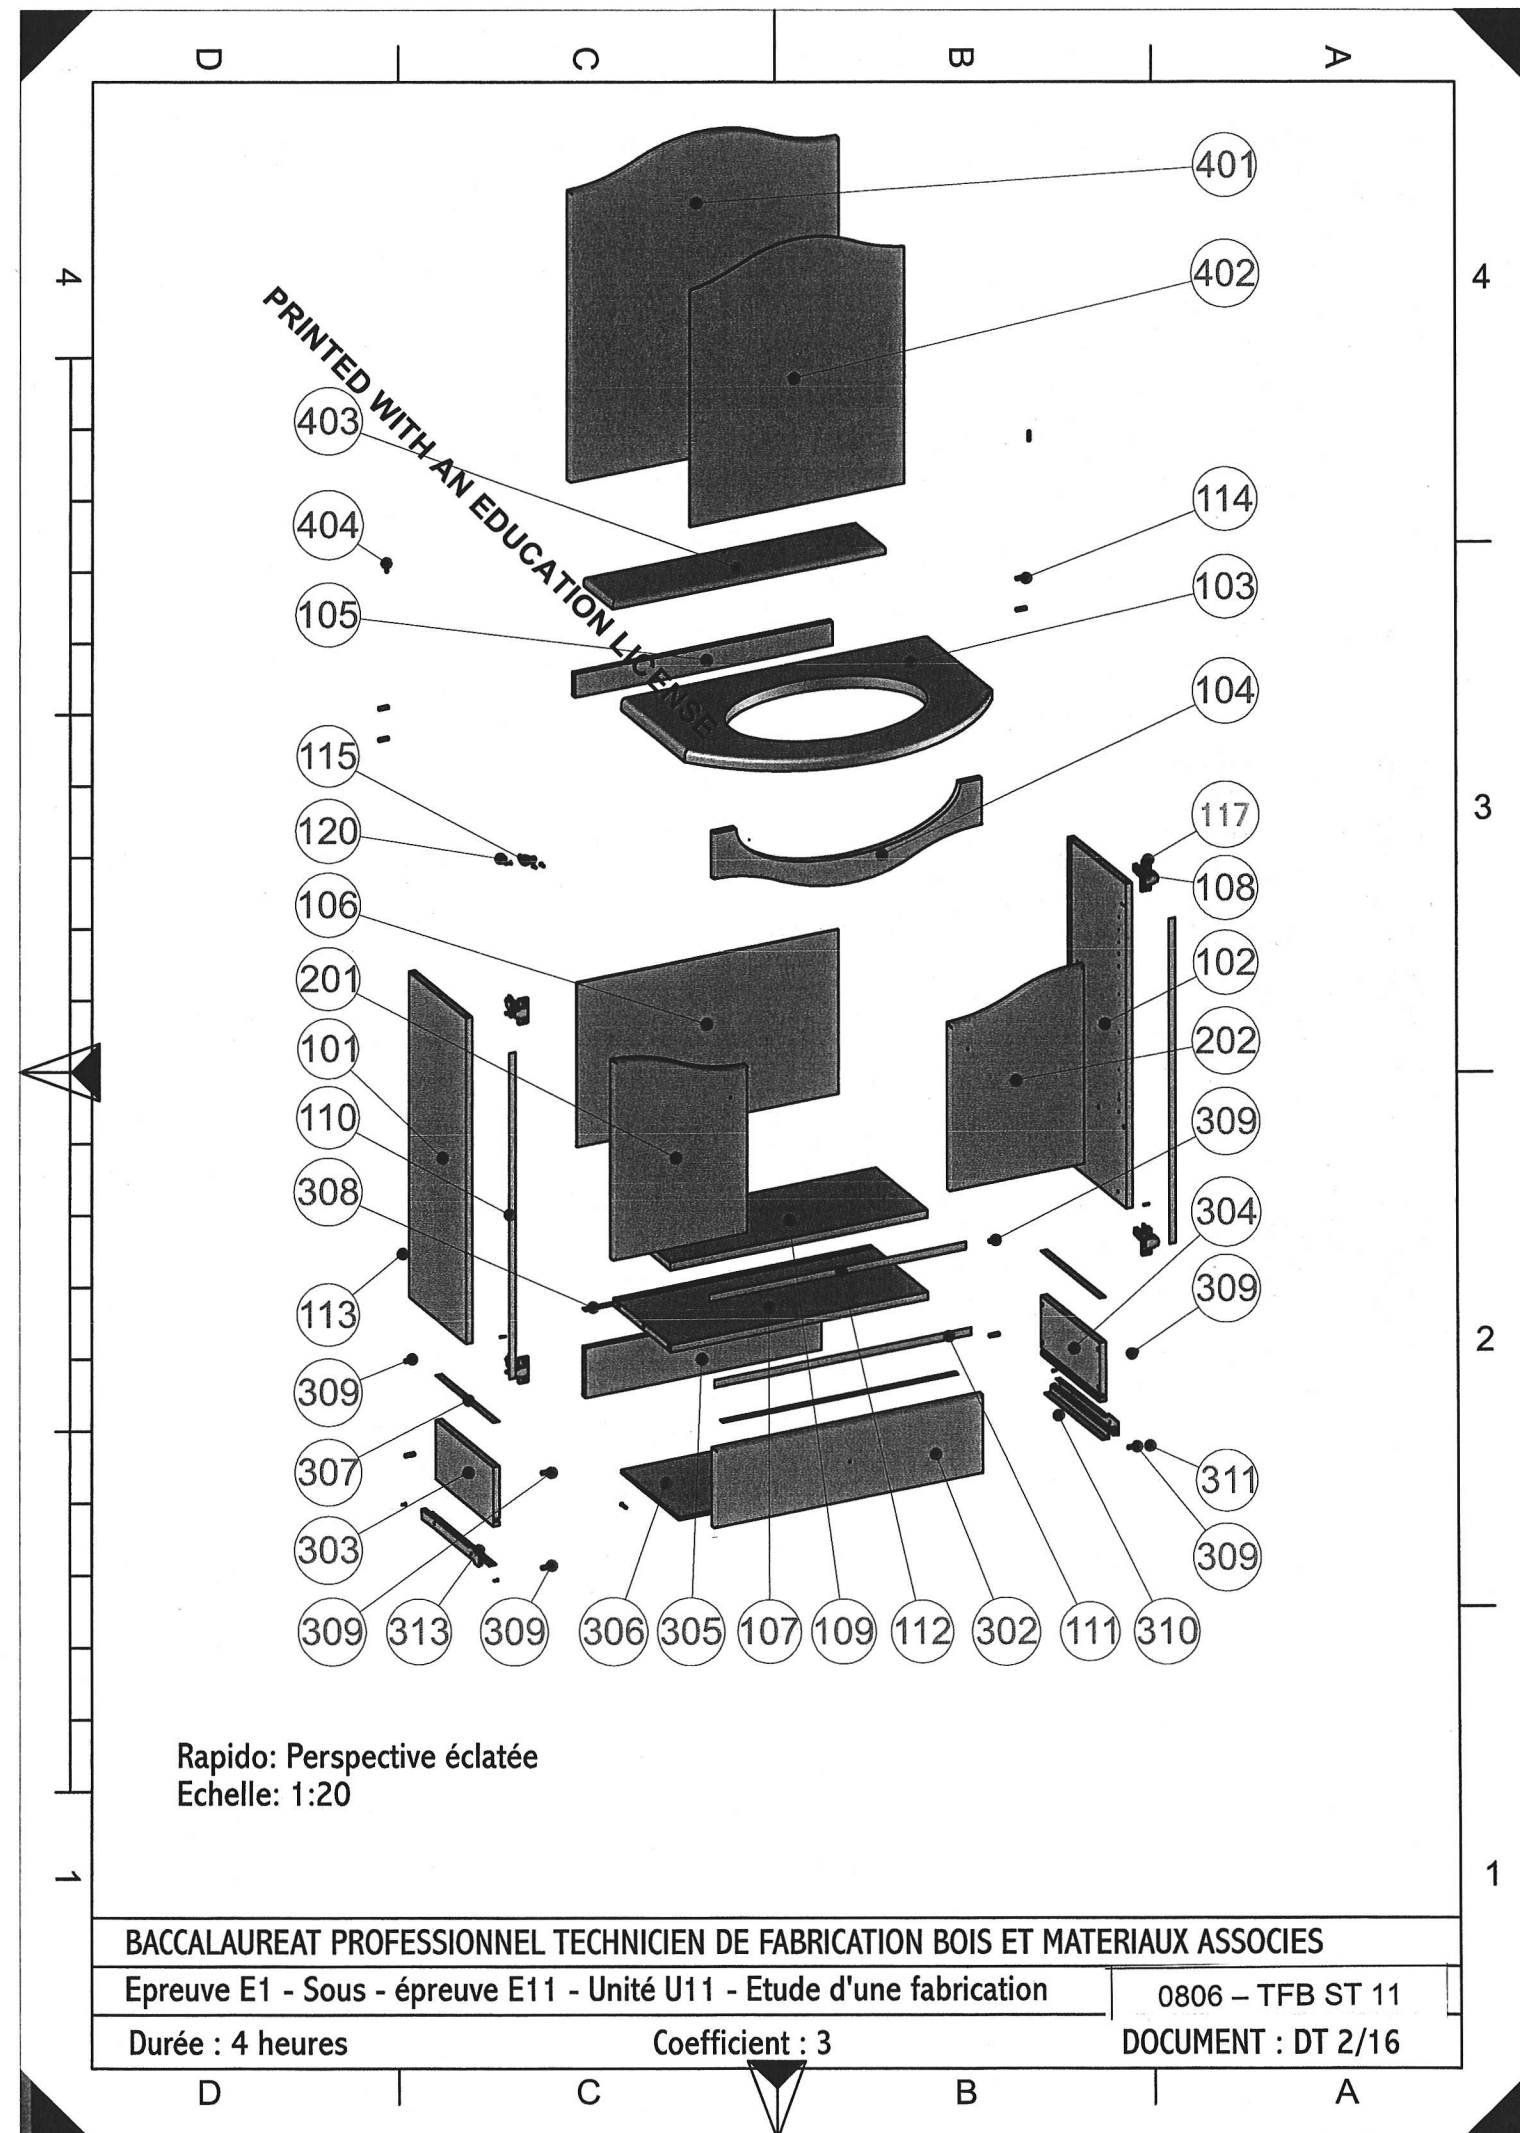 D C B A
4 4
401
402
PRINTED WITH AN EDUCATION LICENSE
403
404
114
105
103
104
115
120
117
3
106
108
201
102
101
202
110
309
308
304
113
309
2
309
307
311
303
309
309 313 309 306 305 107 109 112 302 111 310
Rapido: Perspective éclatée
Echelle: 1:20
1 1
BACCALAUREAT PROFESSIONNEL TECHNICIEN DE FABRICATION BOIS ET MATERIAUX ASSOCIES
Epreuve E1 - Sous - épreuve E11 - Unité U11 - Etude d'une fabrication
0806 – TFB ST 11
Durée : 4 heures
Coefficient : 3
DOCUMENT : DT 2/16
D C B A